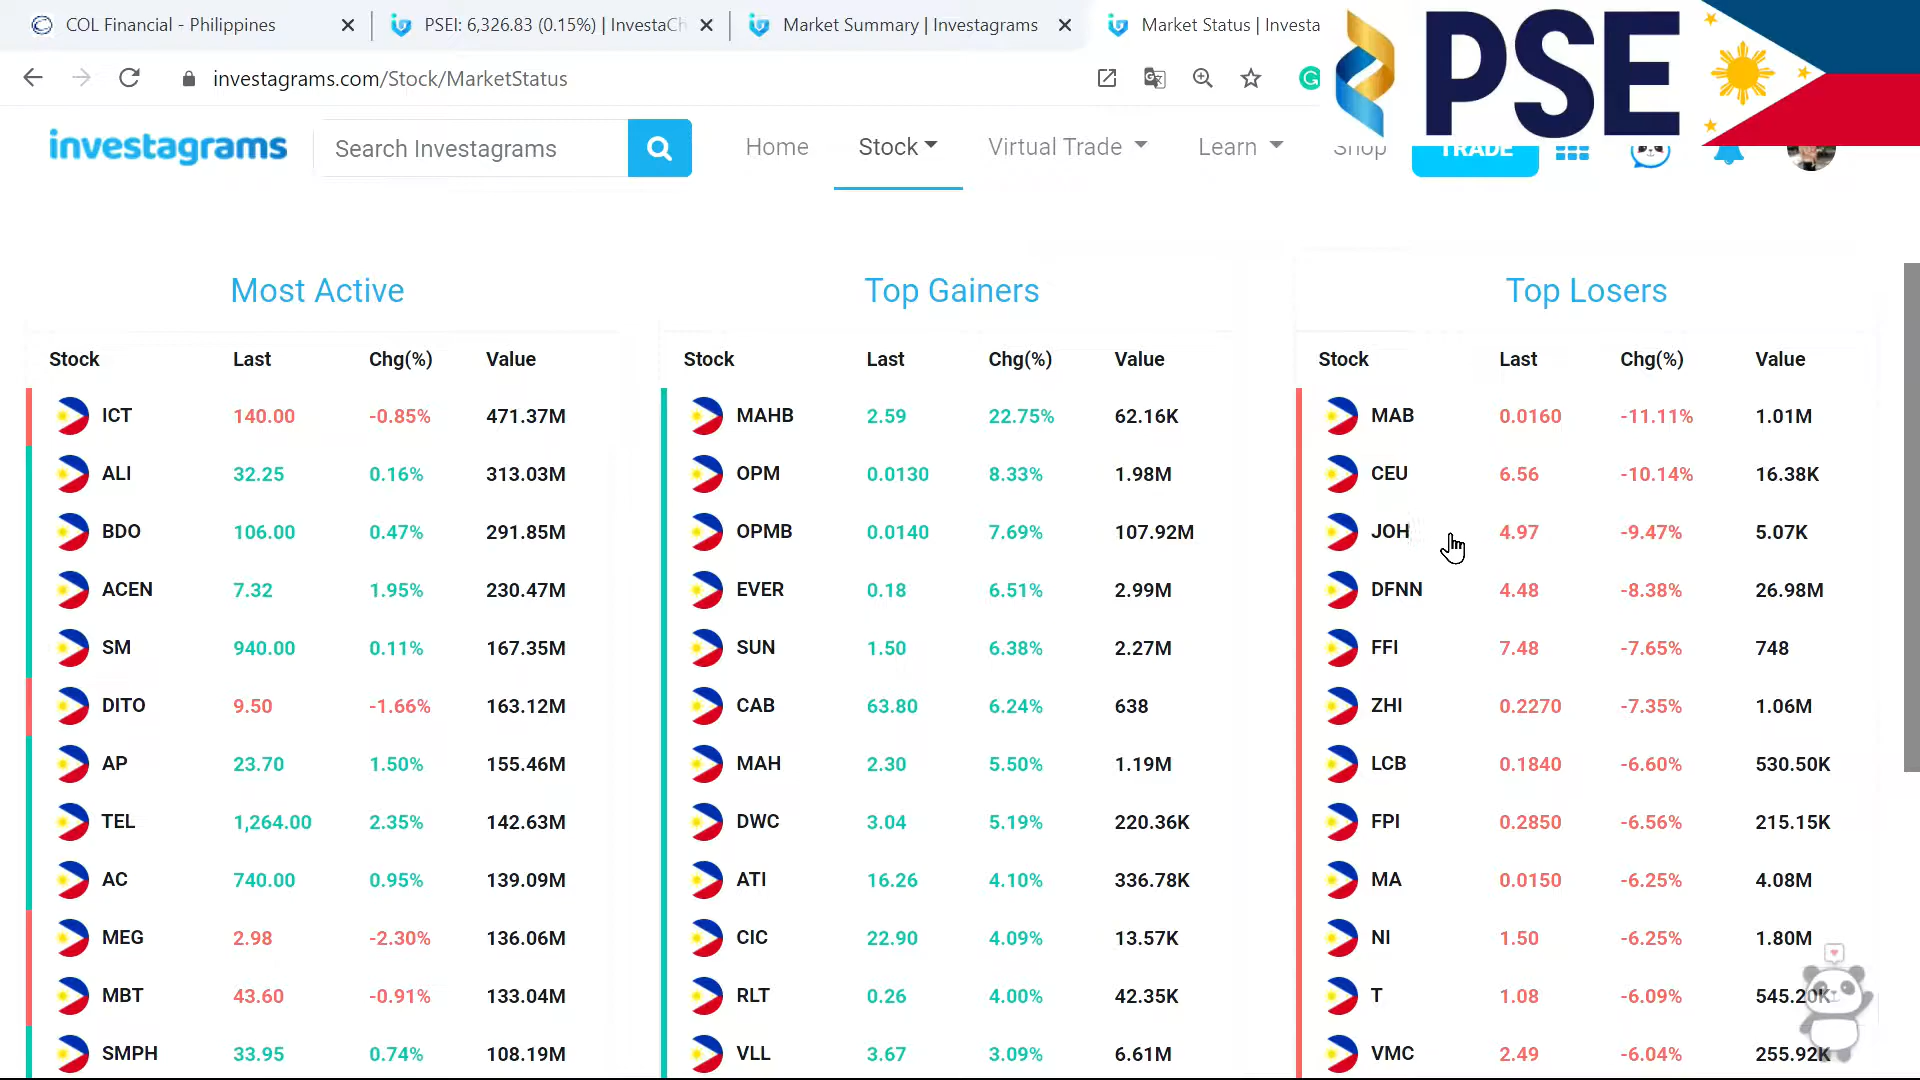 COL Financial - Philippines
PSEI: 6,326.83 (0.15%) | InvestaCh
Market Summary | Investagrams
Market Status | Investa
PSE
investagrams.com/Stock/MarketStatus
investagrams
Search Investagrams
Home
Stock
Virtual Trade
Learn
Shop
TRADE
Most Active
Stock Last Chg(%) Value
ICT 140.00 -0.85% 471.37M
ALI 32.25 0.16% 313.03M
BDO 106.00 0.47% 291.85M
ACEN 7.32 1.95% 230.47M
SM 940.00 0.11% 167.35M
DITO 9.50 -1.66% 163.12M
AP 23.70 1.50% 155.46M
TEL 1,264.00 2.35% 142.63M
AC 740.00 0.95% 139.09M
MEG 2.98 -2.30% 136.06M
MBT 43.60 -0.91% 133.04M
SMPH 33.95 0.74% 108.19M
Top Gainers
Stock Last Chg(%) Value
MAHB 2.59 22.75% 62.16K
OPM 0.0130 8.33% 1.98M
OPMB 0.0140 7.69% 107.92M
EVER 0.18 6.51% 2.99M
SUN 1.50 6.38% 2.27M
CAB 63.80 6.24% 638
MAH 2.30 5.50% 1.19M
DWC 3.04 5.19% 220.36K
ATI 16.26 4.10% 336.78K
CIC 22.90 4.09% 13.57K
RLT 0.26 4.00% 42.35K
VLL 3.67 3.09% 6.61M
Top Losers
Stock Last Chg(%) Value
MAB 0.0160 -11.11% 1.01M
CEU 6.56 -10.14% 16.38K
JOH 4.97 -9.47% 5.07K
DFNN 4.48 -8.38% 26.98M
FFI 7.48 -7.65% 748
ZHI 0.2270 -7.35% 1.06M
LCB 0.1840 -6.60% 530.50K
FPI 0.2850 -6.56% 215.15K
MA 0.0150 -6.25% 4.08M
NI 1.50 -6.25% 1.80M
T 1.08 -6.09% 545.20K
VMC 2.49 -6.04% 255.92K